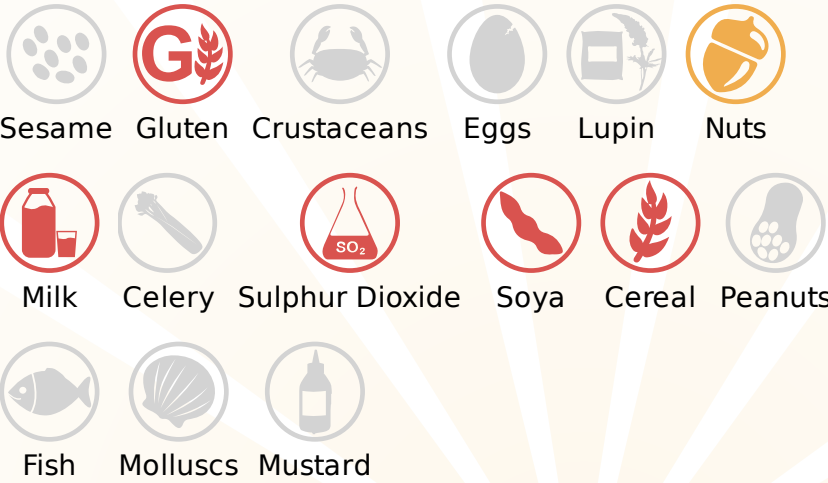 G
Sesame Gluten Crustaceans Eggs Lupin Nuts
SO₂
Milk Celery Sulphur Dioxide Soya Cereal Peanuts
Fish Molluscs Mustard